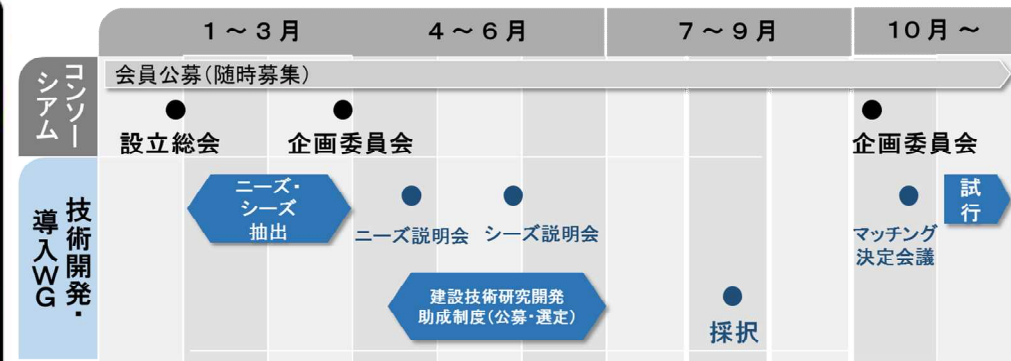 1～3月
4～6月
7～9月
10月～
コンソーシアム
会員公募(随時募集)
設立総会
企画委員会
企画委員会
技術開発・
導入WG
ニーズ・
シーズ
抽出
ニーズ説明会
シーズ説明会
マッチング
決定会議
試
行
建設技術研究開発
助成制度(公募・選定)
採択